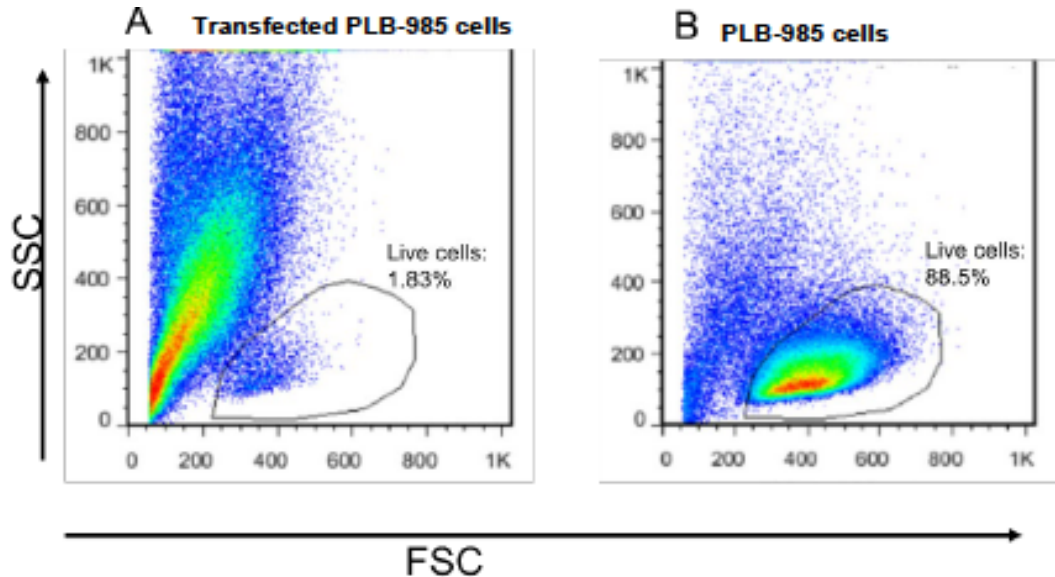 A Transfected PLB-985 cells
B PLB-985 cells
SSC
1K
800
600
400
200
0
Live cells:
1.83%
0 200 400 600 800 1K
1K
800
600
400
200
0
Live cells:
88.5%
0 200 400 600 800 1K
FSC